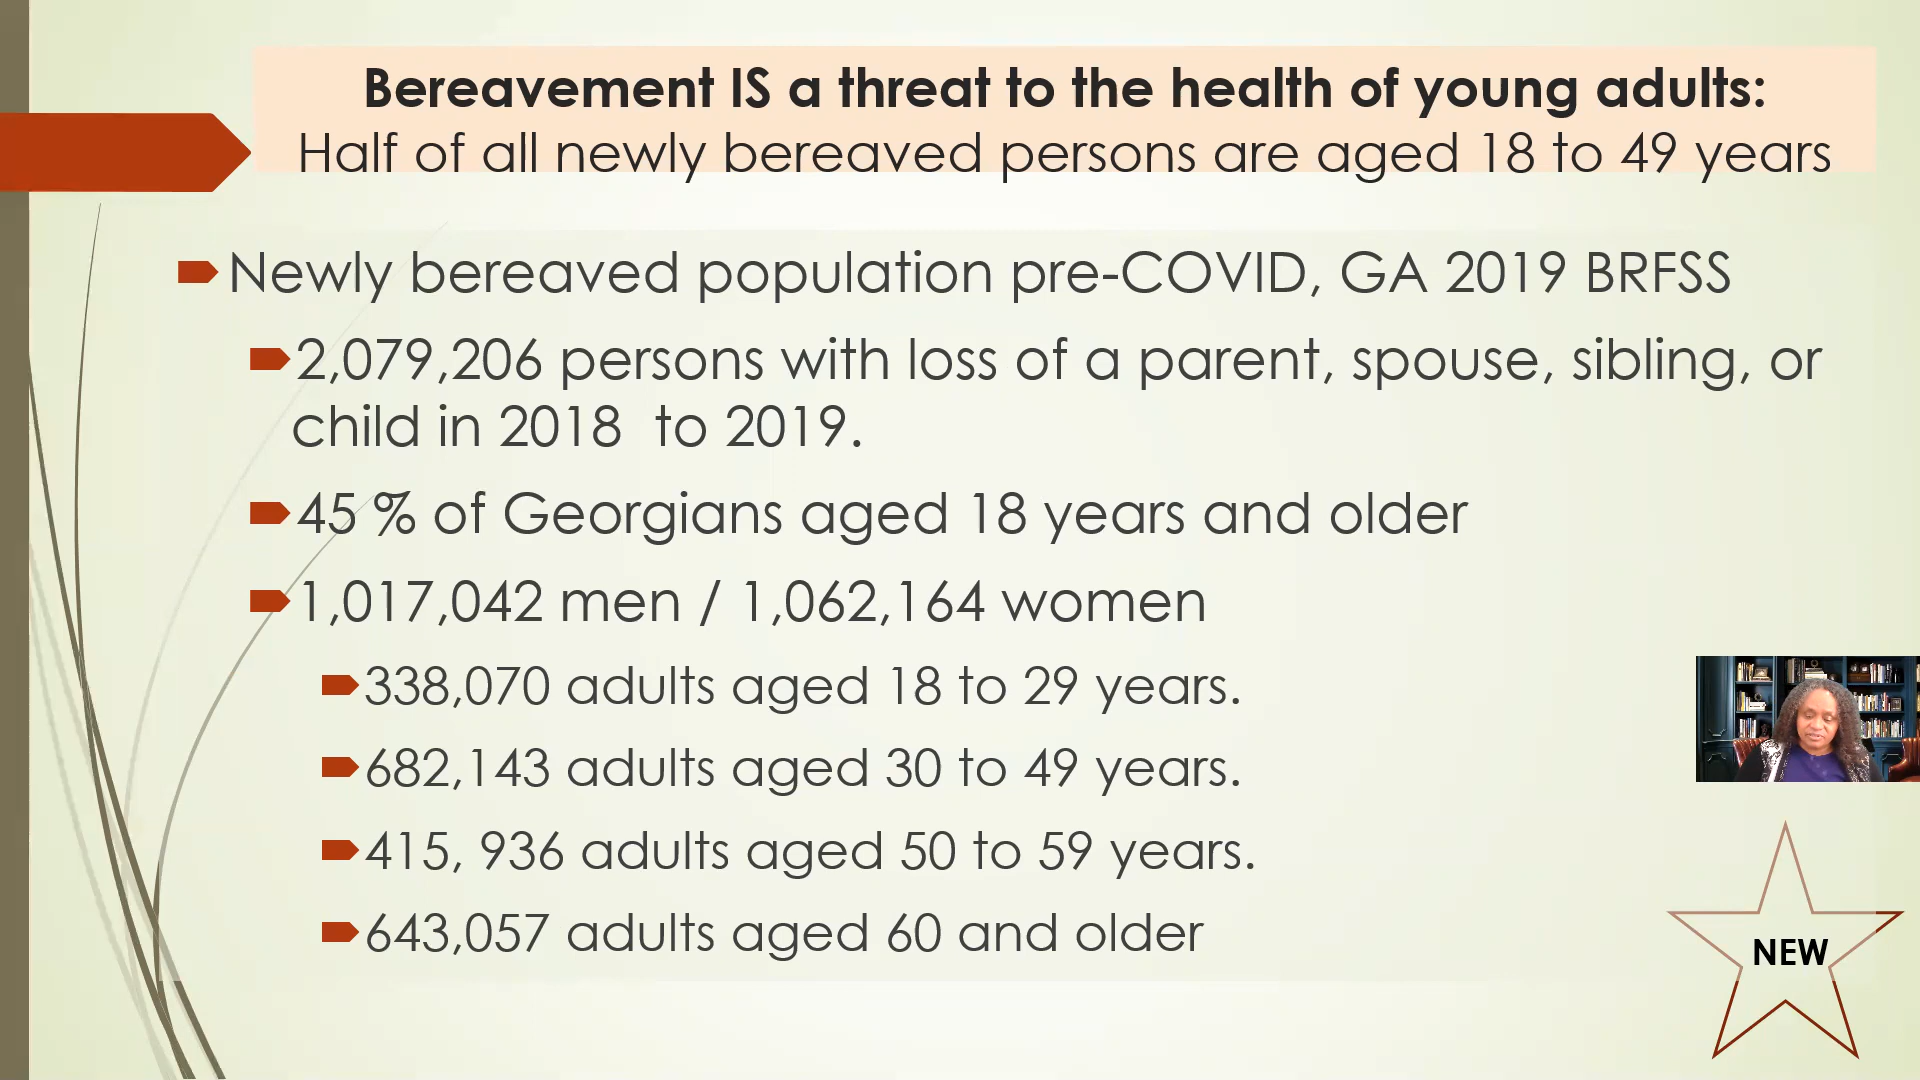 Bereavement IS a threat to the health of young adults:
Half of all newly bereaved persons are aged 18 to 49 years
Newly bereaved population pre-COVID, GA 2019 BRFSS
2,079,206 persons with loss of a parent, spouse, sibling, or
child in 2018  to 2019.
45 % of Georgians aged 18 years and older
1,017,042 men / 1,062,164 women
338,070 adults aged 18 to 29 years.
682,143 adults aged 30 to 49 years.
415, 936 adults aged 50 to 59 years.
643,057 adults aged 60 and older
NEW